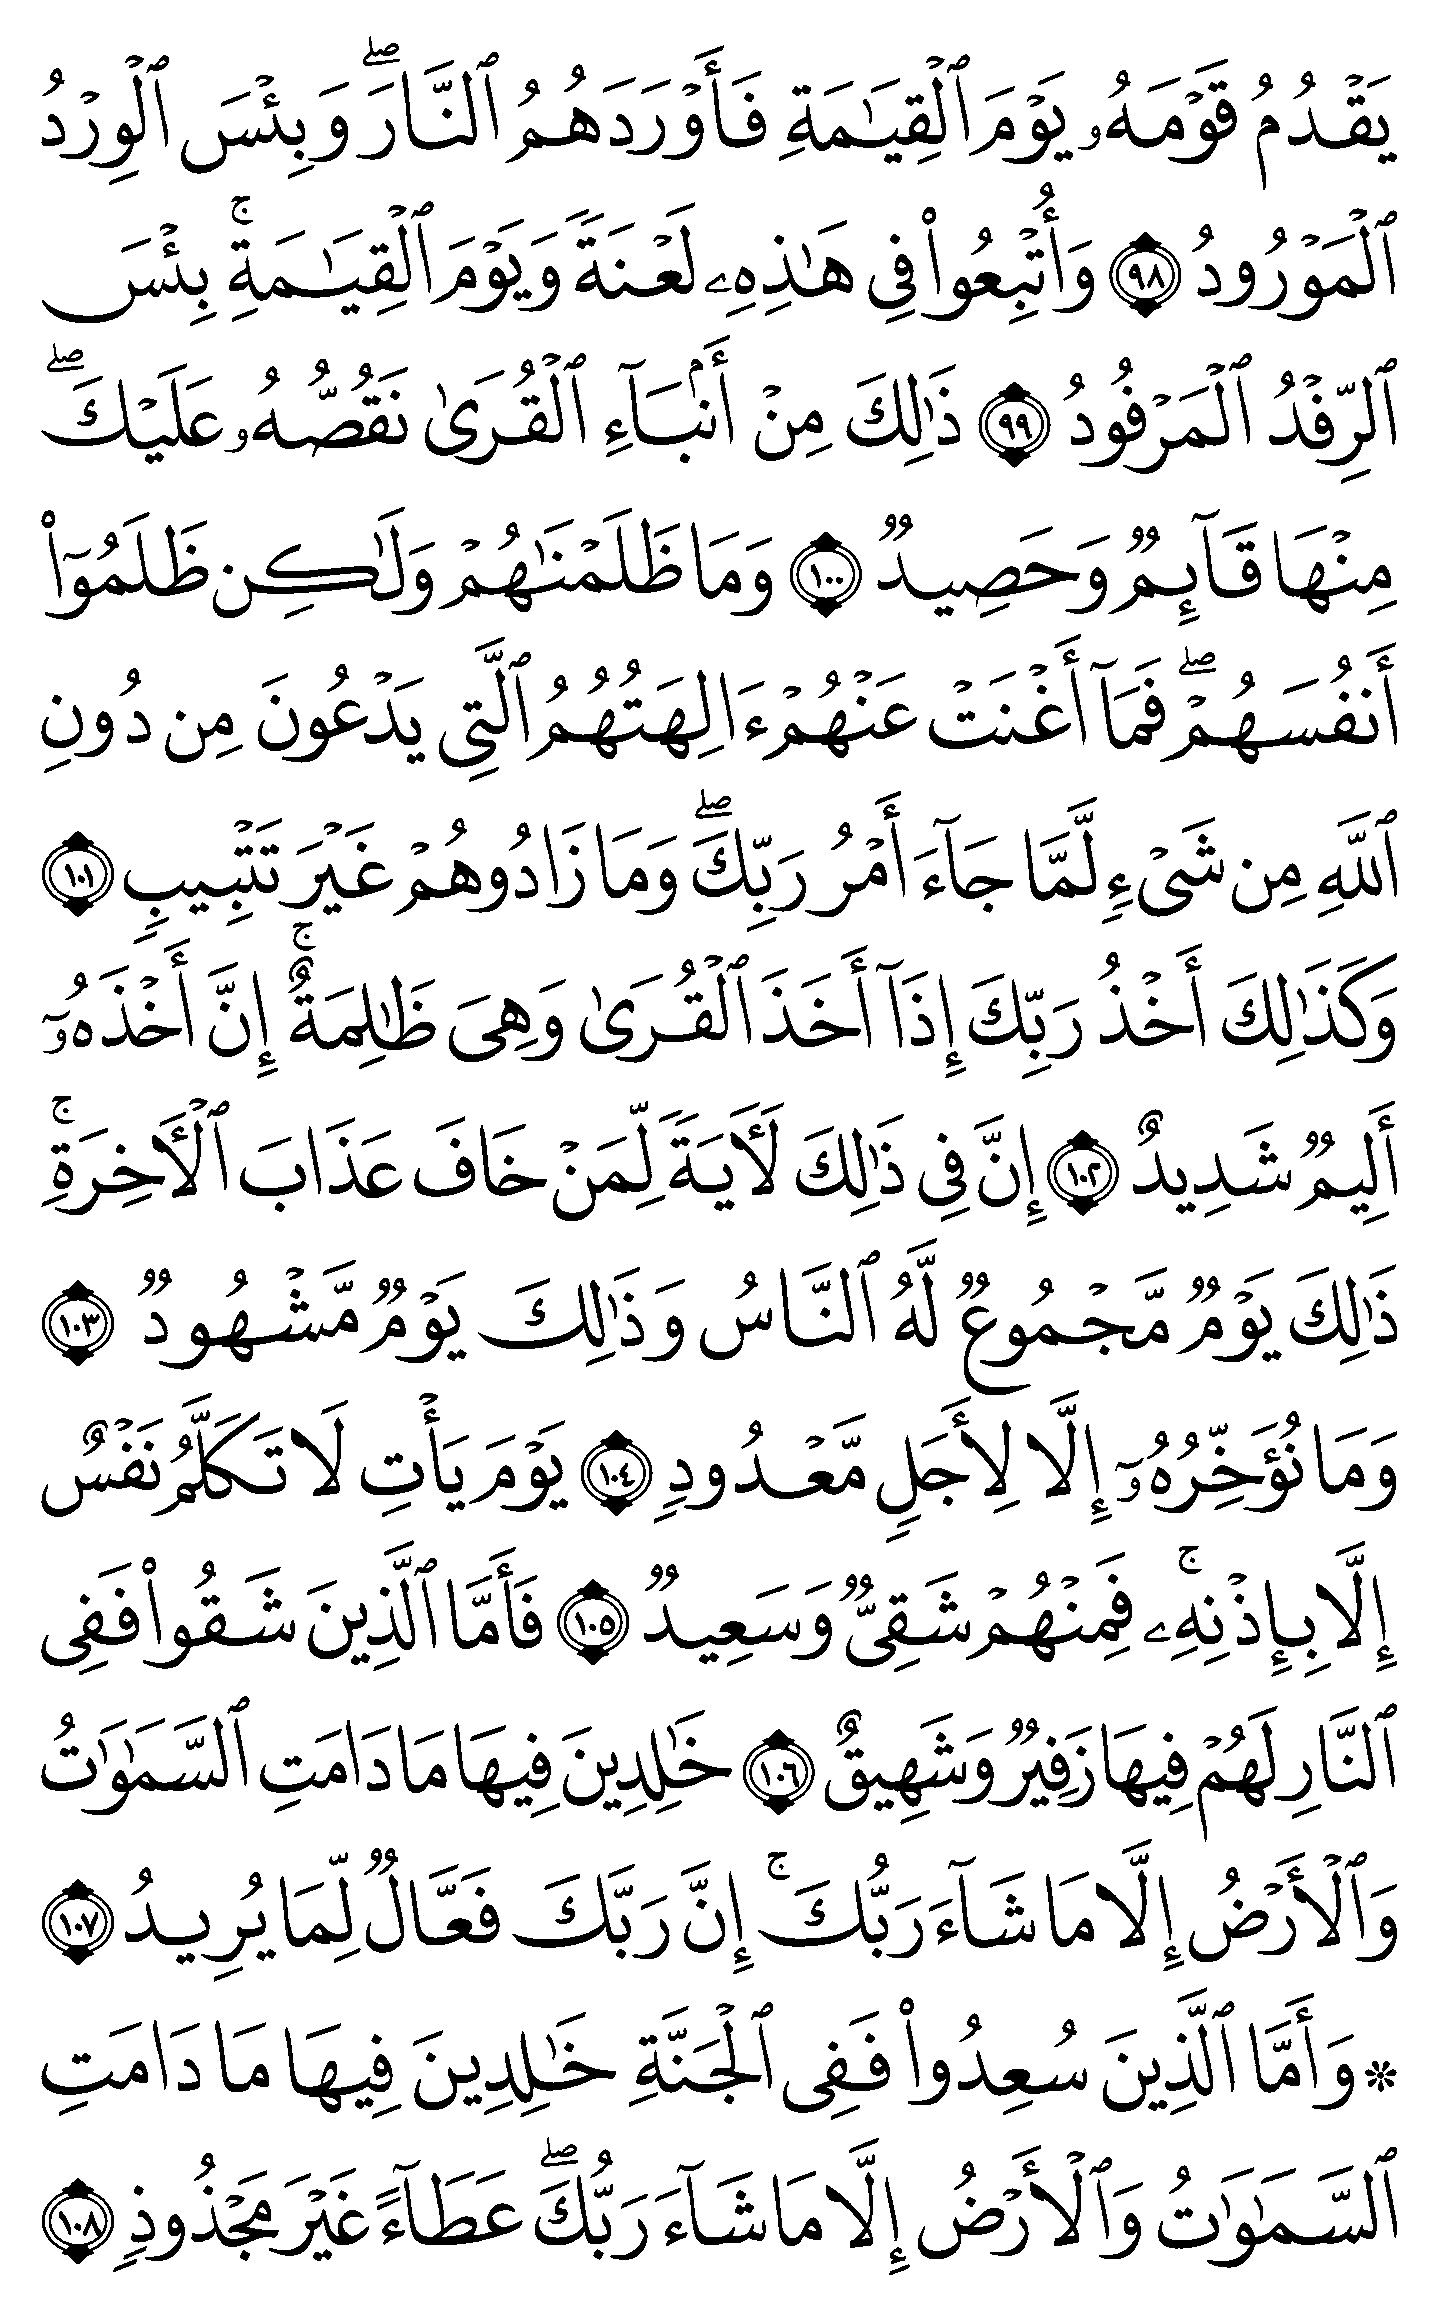 يَقۡدُمُ قَوۡمَهُۥ يَوۡمَ ٱلۡقِيَٰمَةِ فَأَوۡرَدَهُمُ ٱلنَّارَۖ وَبِئۡسَ ٱلۡوِرۡدُ
ٱلۡمَوۡرُودُ ٩٨ وَأُتۡبِعُواْ فِي هَٰذِهِۦ لَعۡنَةٗ وَيَوۡمَ ٱلۡقِيَٰمَةِۚ بِئۡسَ
ٱلرِّفۡدُ ٱلۡمَرۡفُودُ ٩٩ ذَٰلِكَ مِنۡ أَنۢبَآءِ ٱلۡقُرَىٰ نَقُصُّهُۥ عَلَيۡكَۖ
مِنۡهَا قَآئِمٞ وَحَصِيدٞ ١٠٠ وَمَا ظَلَمۡنَٰهُمۡ وَلَٰكِن ظَلَمُوٓاْ
أَنفُسَهُمۡۖ فَمَآ أَغۡنَتۡ عَنۡهُمۡ ءَالِهَتُهُمُ ٱلَّتِي يَدۡعُونَ مِن دُونِ
ٱللَّهِ مِن شَيۡءٖ لَّمَّا جَآءَ أَمۡرُ رَبِّكَۖ وَمَا زَادُوهُمۡ غَيۡرَ تَتۡبِيبٖ ١٠١
وَكَذَٰلِكَ أَخۡذُ رَبِّكَ إِذَآ أَخَذَ ٱلۡقُرَىٰ وَهِيَ ظَٰلِمَةٌۚ إِنَّ أَخۡذَهُۥٓ
أَلِيمٞ شَدِيدٌ ١٠٢ إِنَّ فِي ذَٰلِكَ لَأٓيَةٗ لِّمَنۡ خَافَ عَذَابَ ٱلۡأٓخِرَةِۚ
ذَٰلِكَ يَوۡمٞ مَّجۡمُوعٞ لَّهُ ٱلنَّاسُ وَذَٰلِكَ يَوۡمٞ مَّشۡهُودٞ ١٠٣
وَمَا نُؤَخِّرُهُۥٓ إِلَّا لِأَجَلٖ مَّعۡدُودٖ ١٠٤ يَوۡمَ يَأۡتِ لَا تَكَلَّمُ نَفۡسٌ
إِلَّا بِإِذۡنِهِۦۚ فَمِنۡهُمۡ شَقِيّٞ وَسَعِيدٞ ١٠٥ فَأَمَّا ٱلَّذِينَ شَقُواْ فَفِي
ٱلنَّارِ لَهُمۡ فِيهَا زَفِيرٞ وَشَهِيقٌ ١٠٦ خَٰلِدِينَ فِيهَا مَا دَامَتِ ٱلسَّمَٰوَٰتُ
وَٱلۡأَرۡضُ إِلَّا مَا شَآءَ رَبُّكَۚ إِنَّ رَبَّكَ فَعَّالٞ لِّمَا يُرِيدُ ١٠٧
۞ وَأَمَّا ٱلَّذِينَ سُعِدُواْ فَفِي ٱلۡجَنَّةِ خَٰلِدِينَ فِيهَا مَا دَامَتِ
ٱلسَّمَٰوَٰتُ وَٱلۡأَرۡضُ إِلَّا مَا شَآءَ رَبُّكَۖ عَطَآءً غَيۡرَ مَجۡذُوذٖ ١٠٨